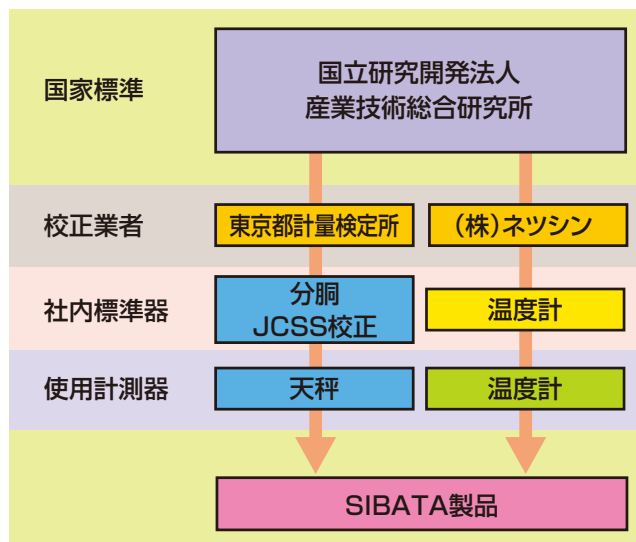 国家標準
国立研究開発法人
産業技術総合研究所
校正業者
東京都計量検定所
（株）ネツシン
社内標準器
分胴
JCSS校正
温度計
使用計測器
天秤
温度計
SIBATA製品